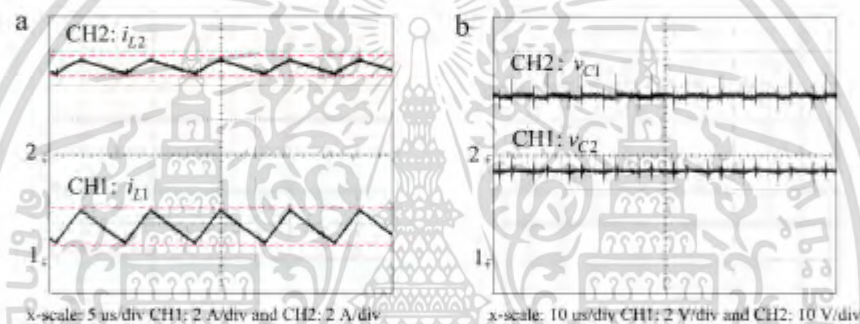 a
CH2: iL2
2
CH1: iL1
1
x-scale: 5 us/div CH1: 2 A/div and CH2: 2 A/div
b
CH2: vC1
CH1: vC2
2
1
x-scale: 10 us/div CH1: 2 V/div and CH2: 10 V/div